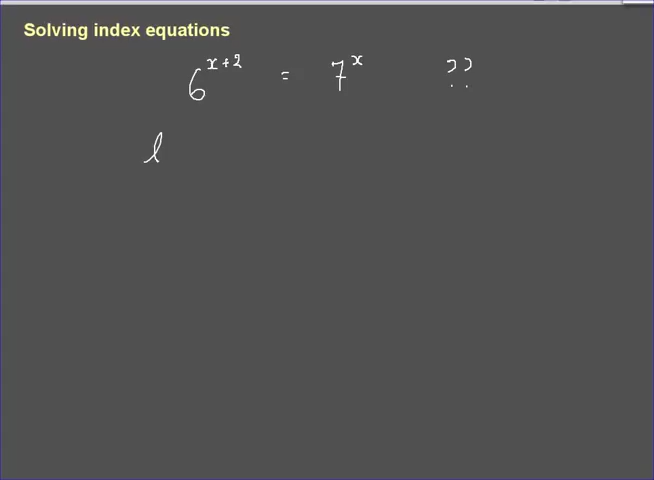 Solving index equations
6^{x+2} = 7^x ??
l